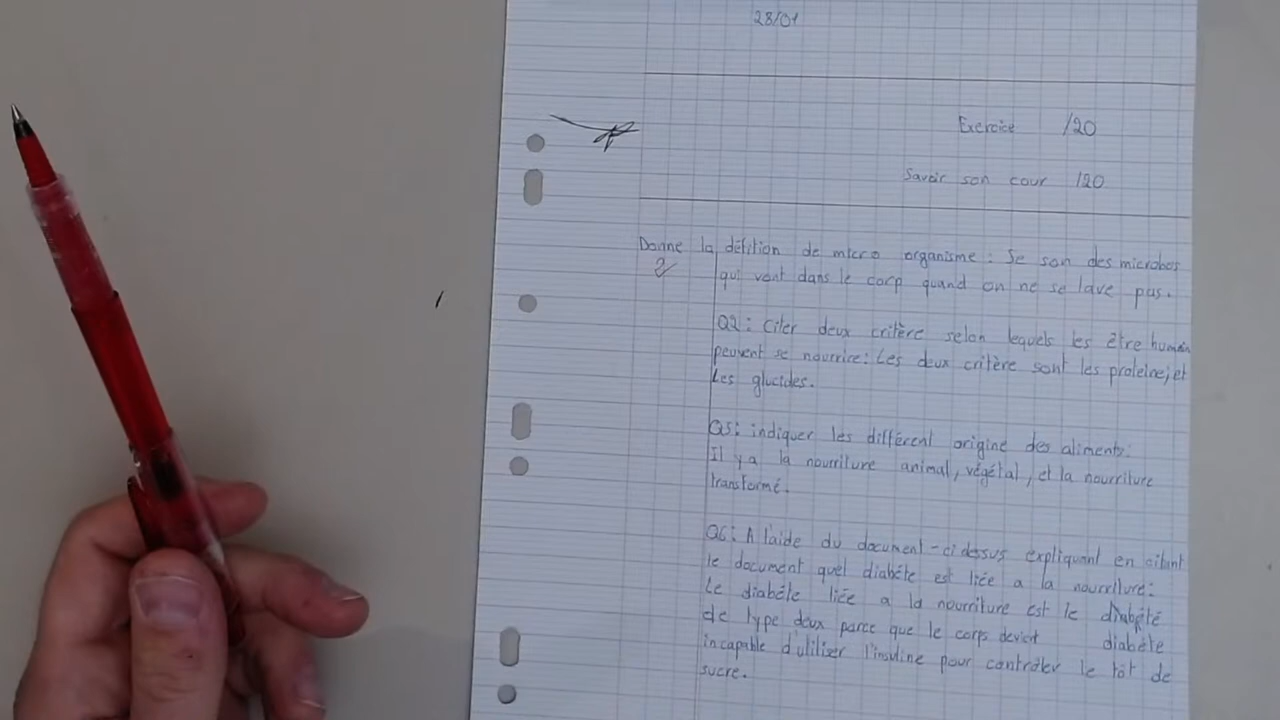 28/01
Exercice /20
Savoir son cour /20
Donne la défition de micro organisme : Se son des microbes
qui vont dans le corp quand on ne se lave pas.
Q2 : Citer deux critère selon lequels les être humain
peuvent se nourrice : Les deux critère sont les proteine, et
Les glucides.
Q5 : indiquer les différent origine des aliments :
Il y a la nourriture animal, végétal, et la nourriture
transformé.
Q6 : A l'aide du document-ci dessus expliquant en citant
le document quel diabète est liée a la nourriture :
Le diabète liée a la nourriture est le
de type deux parce que le corps devient diabète
incapable d'utiliser l'insuline pour contrôler le tôt de
sucre.